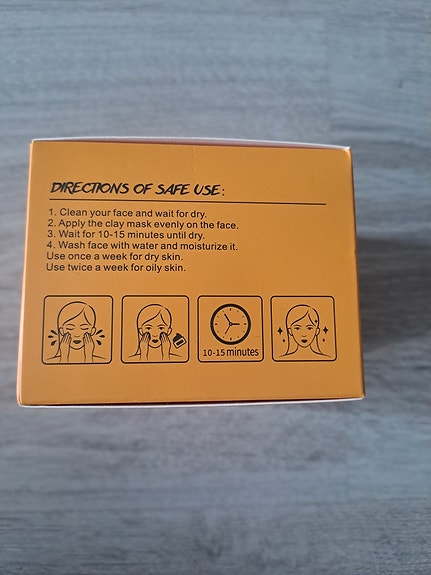 DIRECTIONS OF SAFE USE:
1. Clean your face and wait for dry.
2. Apply the clay mask evenly on the face.
3. Wait for 10-15 minutes until dry.
4. Wash face with water and moisturize it.
Use once a week for dry skin.
Use twice a week for oily skin.
10-15 minutes